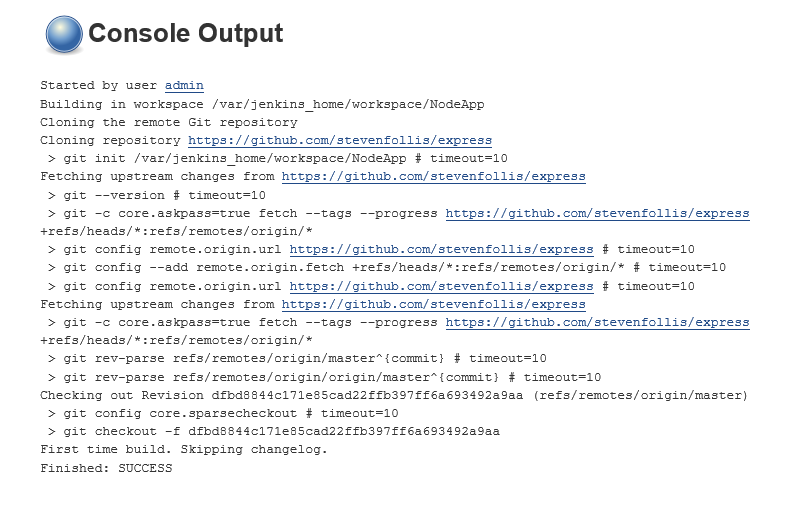 Console Output
Started by user admin
Building in workspace /var/jenkins_home/workspace/NodeApp
Cloning the remote Git repository
Cloning repository https://github.com/stevenfollis/express
> git init /var/jenkins_home/workspace/NodeApp # timeout=10
Fetching upstream changes from https://github.com/stevenfollis/express
> git --version # timeout=10
> git -c core.askpass=true fetch --tags --progress https://github.com/stevenfollis/express
+refs/heads/*:refs/remotes/origin/*
> git config remote.origin.url https://github.com/stevenfollis/express # timeout=10
> git config --add remote.origin.fetch +refs/heads/*:refs/remotes/origin/* # timeout=10
> git config remote.origin.url https://github.com/stevenfollis/express # timeout=10
Fetching upstream changes from https://github.com/stevenfollis/express
> git -c core.askpass=true fetch --tags --progress https://github.com/stevenfollis/express
+refs/heads/*:refs/remotes/origin/*
> git rev-parse refs/remotes/origin/master^{commit} # timeout=10
> git rev-parse refs/remotes/origin/origin/master^{commit} # timeout=10
Checking out Revision dfbd8844c171e85cad22ffb397ff6a693492a9aa (refs/remotes/origin/master)
> git config core.sparsecheckout # timeout=10
> git checkout -f dfbd8844c171e85cad22ffb397ff6a693492a9aa
First time build. Skipping changelog.
Finished: SUCCESS